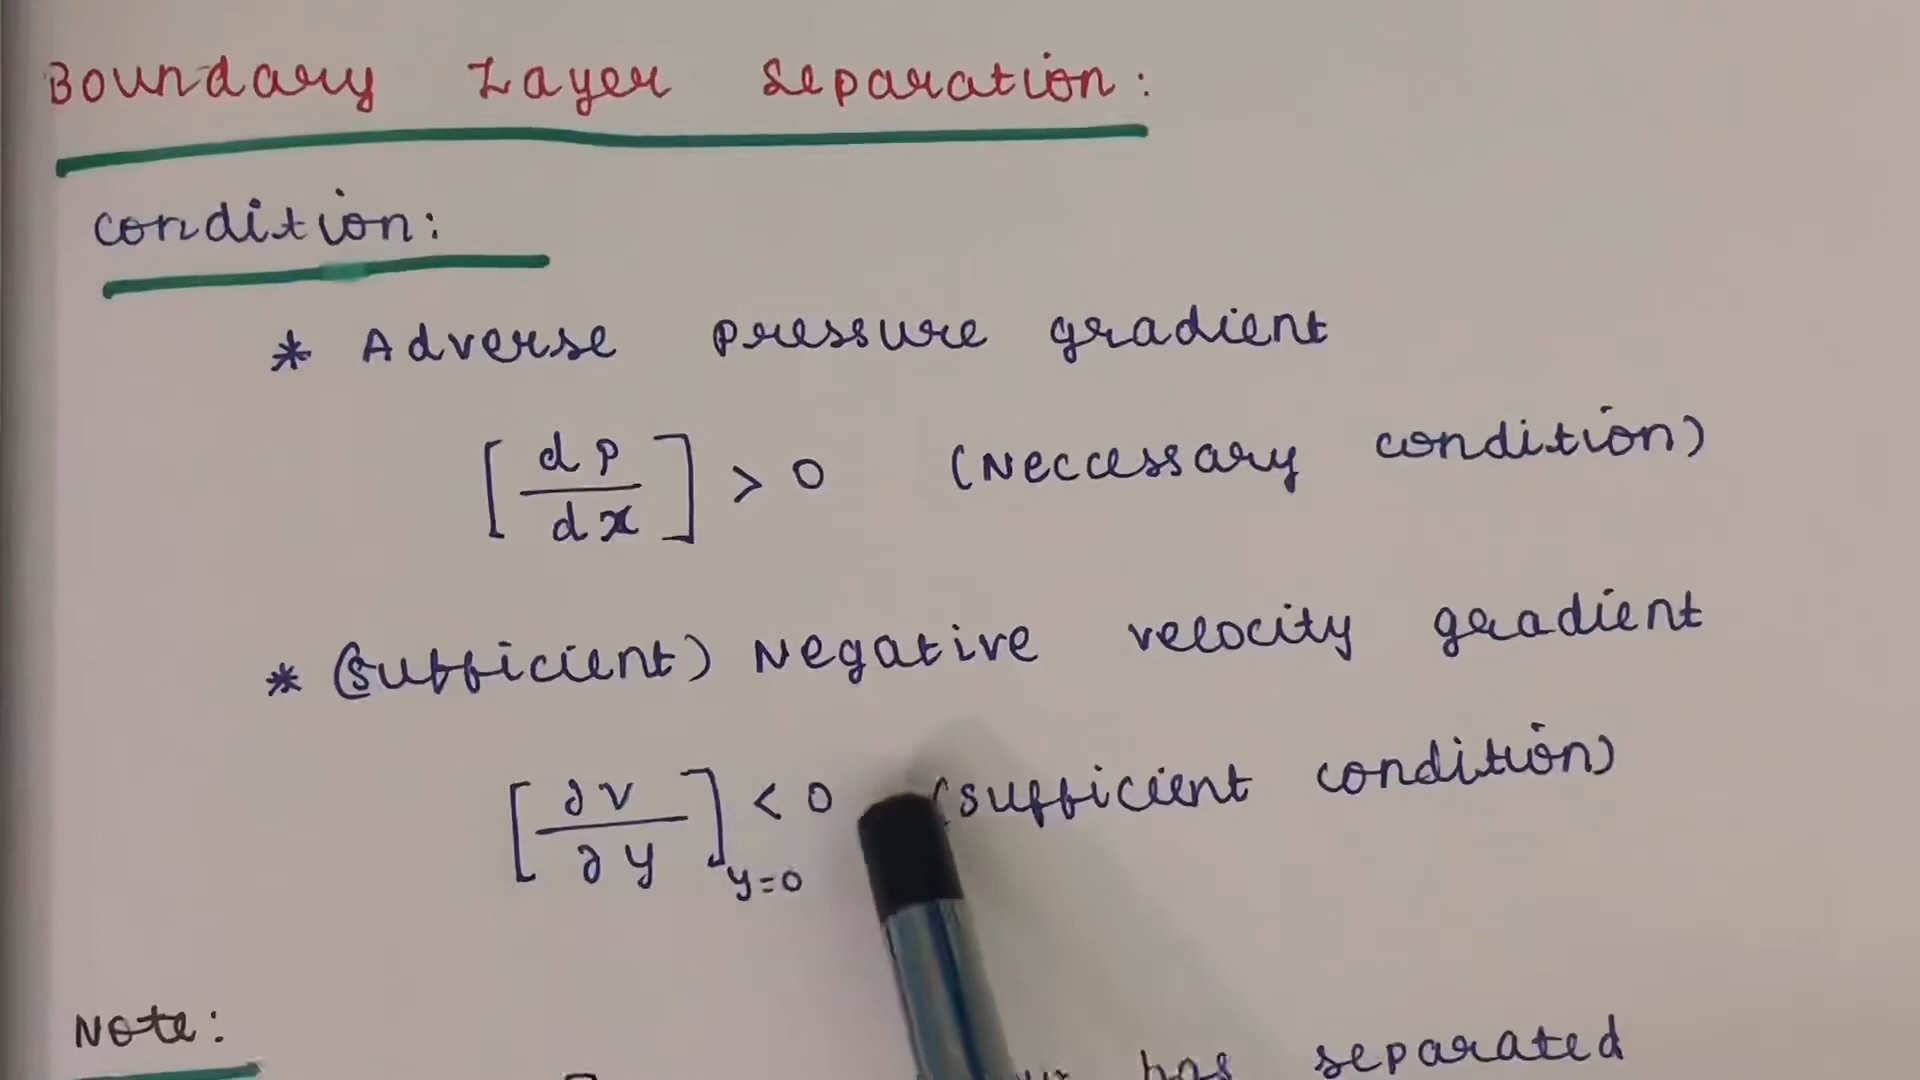 Boundary Layer Separation:
condition:
* Adverse pressure gradient
[dp/dx] > 0 (Neccessary condition)
* (Sufficient) Negative velocity gradient
[∂v/∂y]y=0 < 0 (sufficient condition)
Note:
has separated